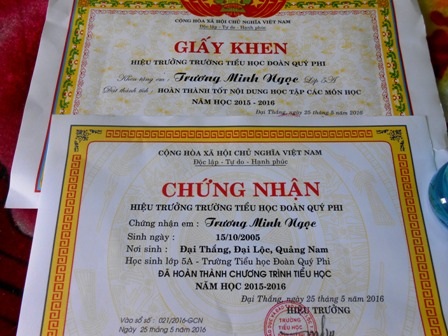 CỘNG HÒA XÃ HỘI CHỦ NGHĨA VIỆT NAM
Độc lập - Tự do - Hạnh phúc
GIẤY KHEN
HIỆU TRƯỞNG TRƯỜNG TIỂU HỌC ĐOÀN QUÝ PHI
Khen tặng em : Trương Minh Ngọc Lớp 5A
Đạt thành tích : HOÀN THÀNH TỐT NỘI DUNG HỌC TẬP CÁC MÔN HỌC
NĂM HỌC 2015 - 2016
Đại Thắng, ngày 25 tháng 5 năm 2016
CỘNG HÒA XÃ HỘI CHỦ NGHĨA VIỆT NAM
Độc lập - Tự do - Hạnh phúc
CHỨNG NHẬN
HIỆU TRƯỞNG TRƯỜNG TIỂU HỌC ĐOÀN QUÝ PHI
Chứng nhận em : Trương Minh Ngọc
Sinh ngày : 15/10/2005
Nơi sinh : Đại Thắng, Đại Lộc, Quảng Nam
Học sinh lớp 5A - Trường Tiểu học Đoàn Quý Phi
ĐÃ HOÀN THÀNH CHƯƠNG TRÌNH TIỂU HỌC
NĂM HỌC 2015-2016
Đại Thắng, ngày 25 tháng 5 năm 2016
HIỆU TRƯỞNG
Vào sổ số : 021/2016-GCN
Ngày 25 tháng 5 năm 2016
TRƯỜNG
TIỂU HỌC